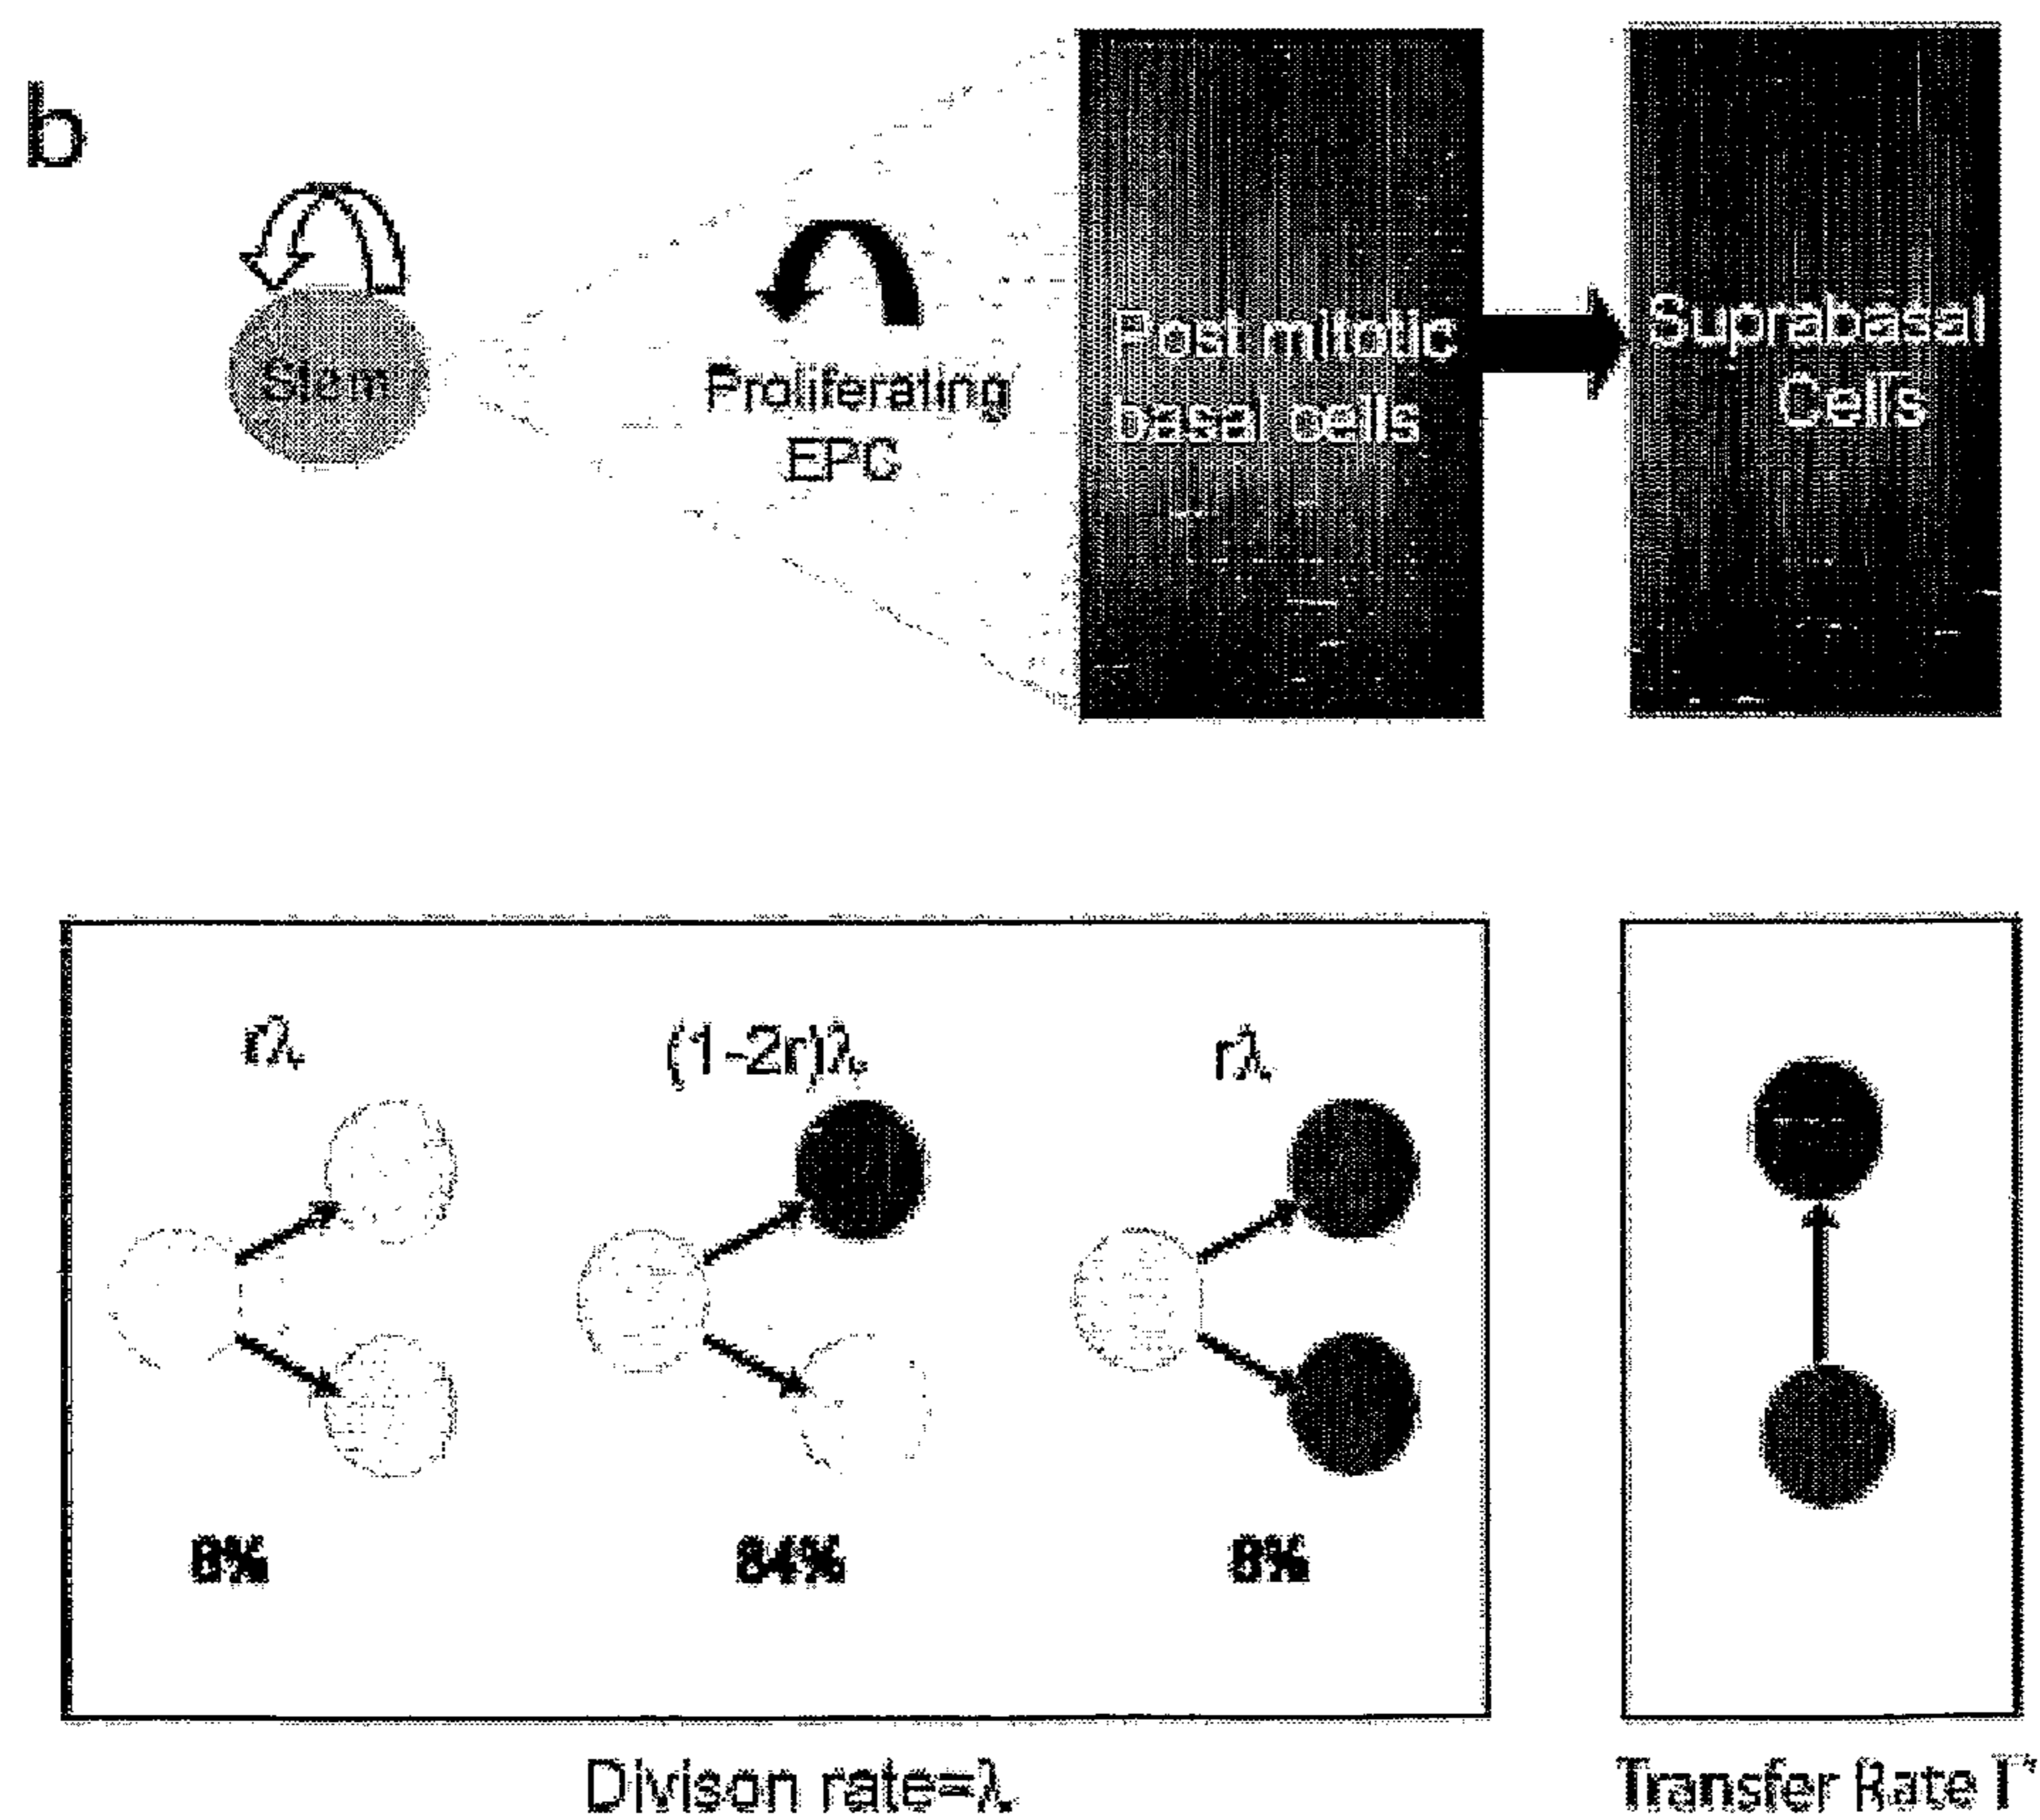 b
Stem
Proliferating
EPC
Post mitotic
basal cells
Suprabasal
Cells
rλ
(1-2r)λ
rλ
8%
84%
8%
Divison rate=λ
Transfer Rate Γ